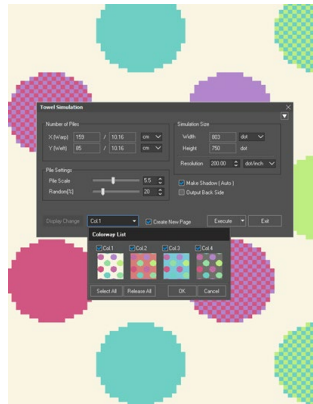 Towel Simulation
Number of Piles
X (Warp) 159 / 10.16 cm
Y (Weft) 85 / 10.16 cm
Simulation Size
Width 803 dot
Height 750 dot
Resolution 200.00 dot/inch
Pile Settings
Pile Scale 5.5
Random[%] 20
Make Shadow ( Auto )
Output Back Side
Display Change Col.1 Create New Page Execute Exit
Colorway List
Col.1 Col.2 Col.3 Col.4
Select All Release All OK Cancel